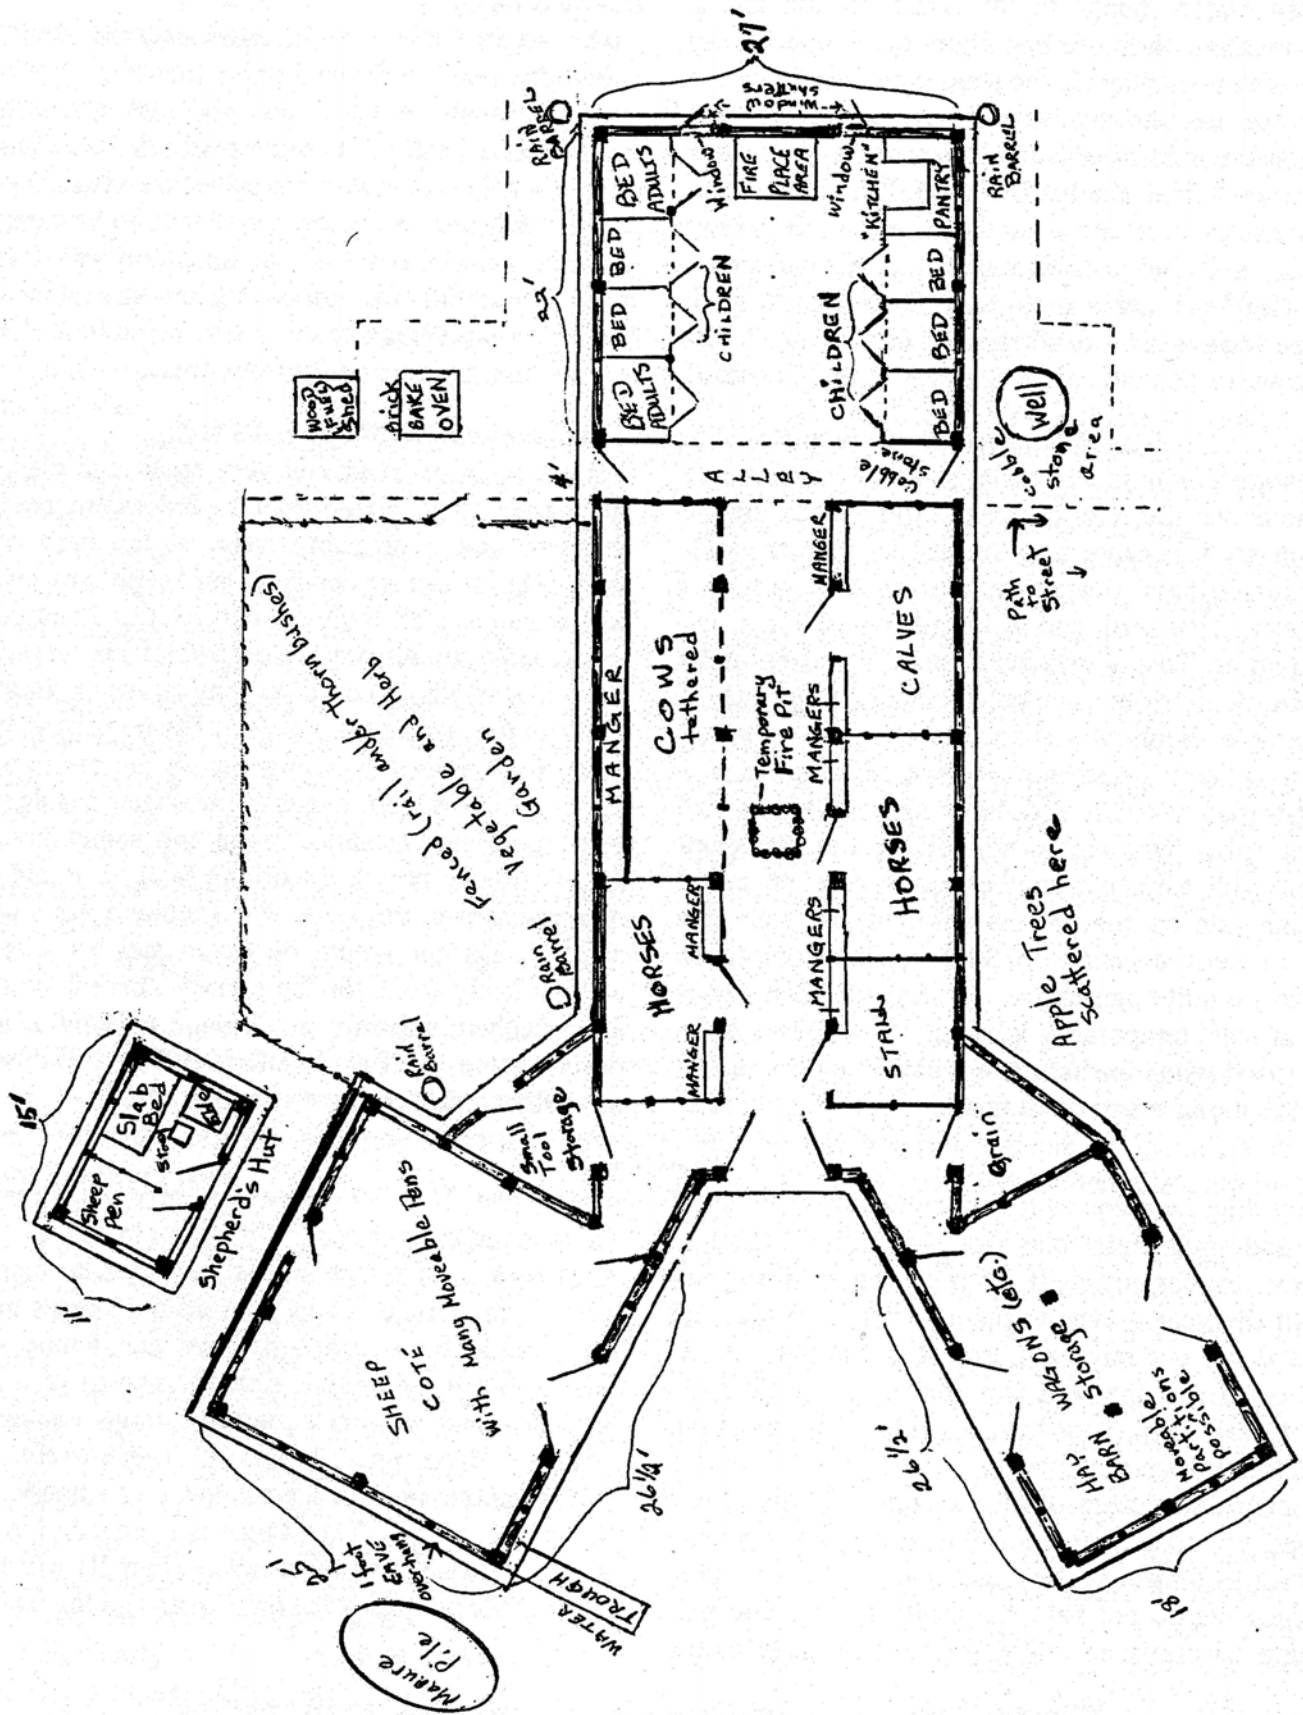 27'
RAIN
BARREL
Window
shutters
RAIN
BARREL
BED
ADULTS
BED
BED
BED
ADULTS
Window
FIRE
PLACE
AREA
Window
"KITCHEN"
PANTRY
BED
BED
BED
CHILDREN
CHILDREN
22'
WOOD
FUEL
Shed
Brick
BAKE
OVEN
4'
ALLEY
Cobble
stone
Well
cobble
stone
area
Path
to
Street
MANGER
COWS
tethered
Temporary
Fire Pit
MANGER
CALVES
MANGERS
HORSES
MANGERS
STALL
HORSES
MANGER
MANGER
Fenced (rail and/or Thorn bushes)
Vegetable and Herb
Garden
Rain
Barrel
Rain
Barrel
Apple Trees
scattered here
15'
11'
Slab
Bed
Stool
Table
Sheep
Pen
Shepherd's Hut
Small
Tool
Storage
Grain
SHEEP
COTÉ
With Many Moveable Pens
26 1/2'
25'
1 foot
EAVE
overhang
WATER
TROUGH
Manure
Pile
26 1/2'
HAY
BARN
WAGONS (etc.)
Storage
Moveable
Partitions
Possible
18'